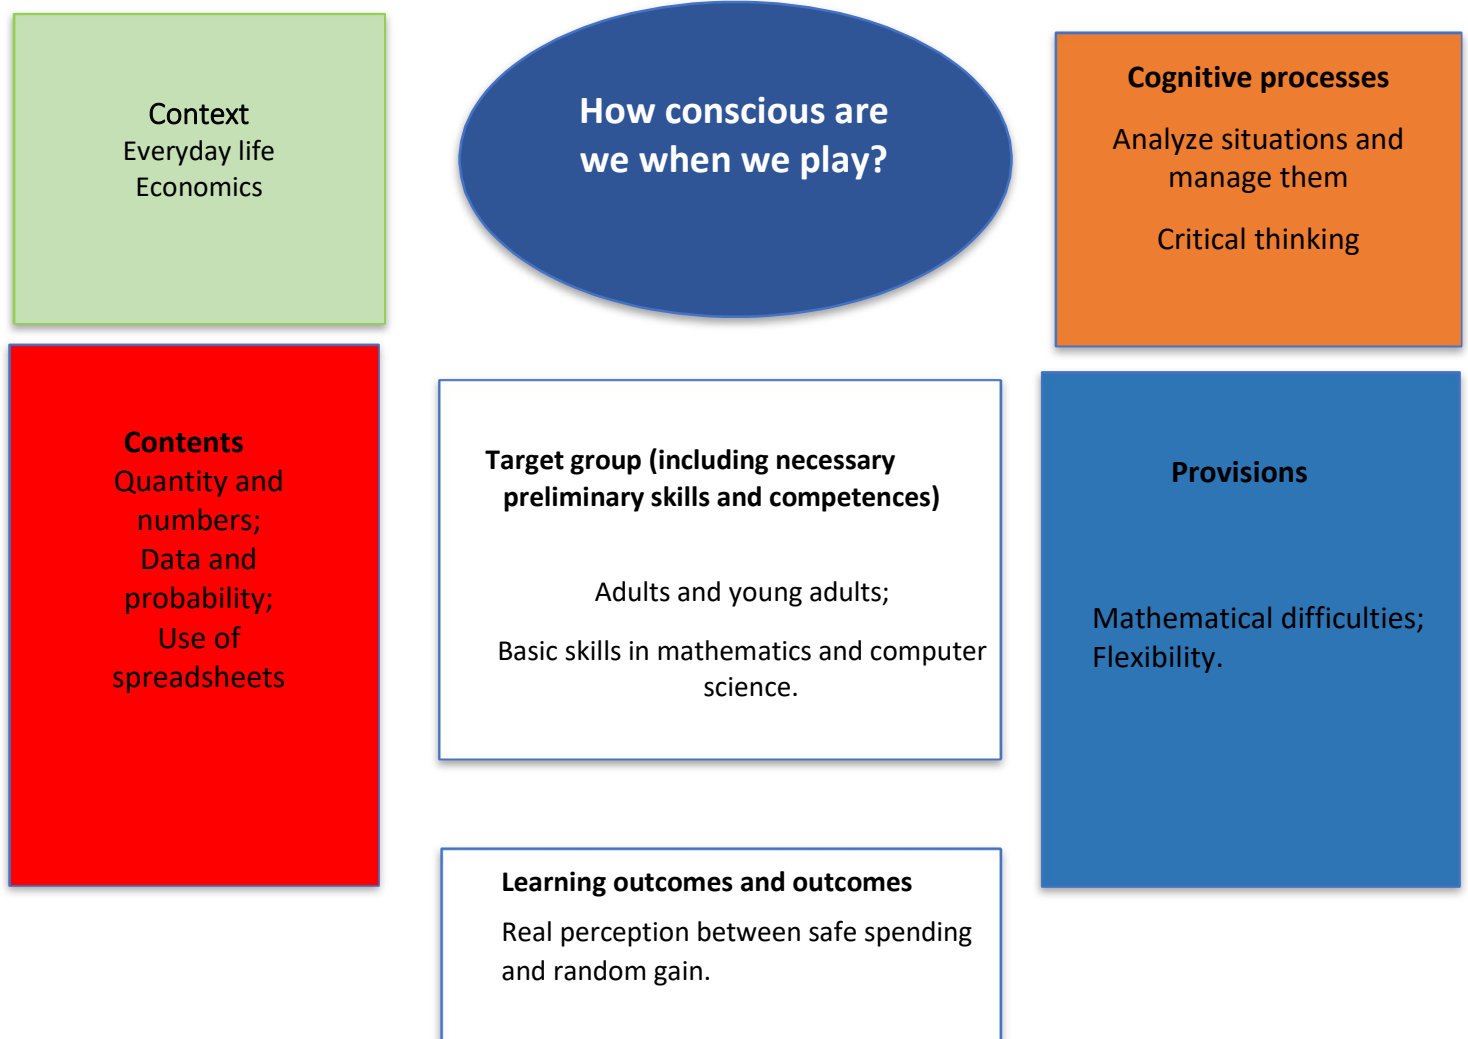 Context
Everyday life
Economics
How conscious are
we when we play?
Cognitive processes
Analyze situations and
manage them
Critical thinking
Contents
Quantity and
numbers;
Data and
probability;
Use of
spreadsheets
Target group (including necessary
preliminary skills and competences)
Adults and young adults;
Basic skills in mathematics and computer
science.
Provisions
Mathematical difficulties;
Flexibility.
Learning outcomes and outcomes
Real perception between safe spending
and random gain.